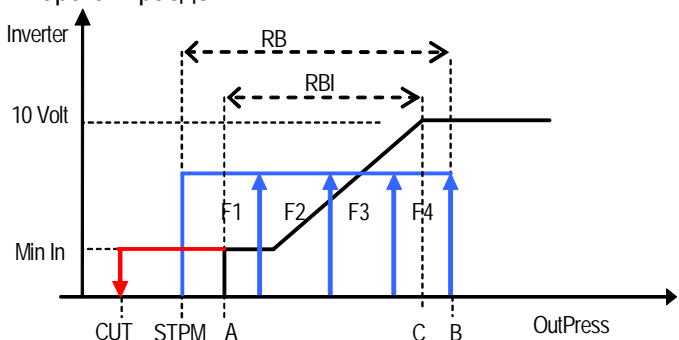 Inverter
RB
RBI
10 Volt
F1 F2 F3 F4
Min In
CUT STPM A C B OutPress